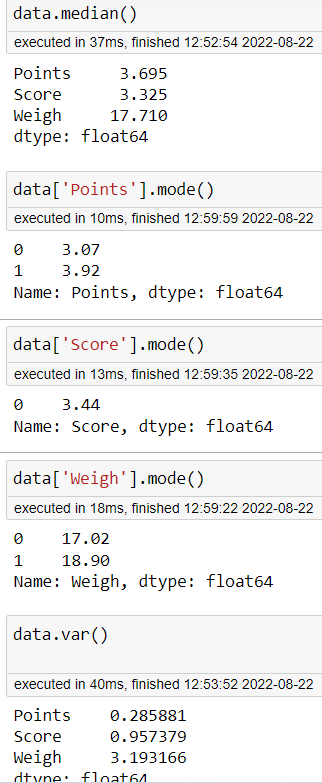 data.median()
executed in 37ms, finished 12:52:54 2022-08-22
Points 3.695
Score 3.325
Weigh 17.710
dtype: float64
data['Points'].mode()
executed in 10ms, finished 12:59:59 2022-08-22
0 3.07
1 3.92
Name: Points, dtype: float64
data['Score'].mode()
executed in 13ms, finished 12:59:35 2022-08-22
0 3.44
Name: Score, dtype: float64
data['Weigh'].mode()
executed in 18ms, finished 12:59:22 2022-08-22
0 17.02
1 18.90
Name: Weigh, dtype: float64
data.var()
executed in 40ms, finished 12:53:52 2022-08-22
Points 0.285881
Score 0.957379
Weigh 3.193166
dtype: float64